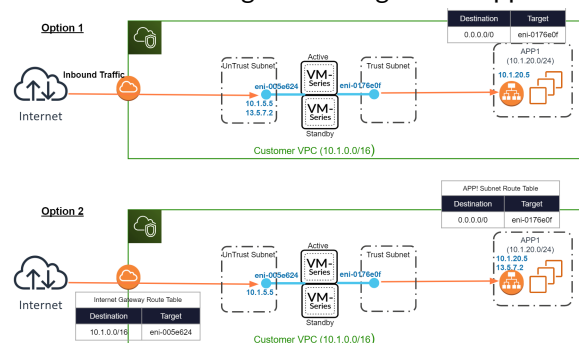 Option 1
Destination Target
0.0.0.0/0 eni-0176e0f
Inbound Traffic
UnTrust Subnet
Active
Trust Subnet
APP1
(10.1.20.0/24)
eni-005e624
VM-Series
eni-0176e0f
10.1.20.5
10.1.5.5
13.5.7.2
VM-Series
Internet
Standby
Customer VPC (10.1.0.0/16)
Option 2
APP! Subnet Route Table
Destination Target
0.0.0.0/0 eni-0176e0f
UnTrust Subnet
Active
Trust Subnet
APP1
(10.1.20.0/24)
eni-005e624
VM-Series
eni-0176e0f
10.1.20.5
13.5.7.2
10.1.5.5
VM-Series
Internet
Standby
Internet Gateway Route Table
Destination Target
10.1.0.0/16 eni-005e624
Customer VPC (10.1.0.0/16)